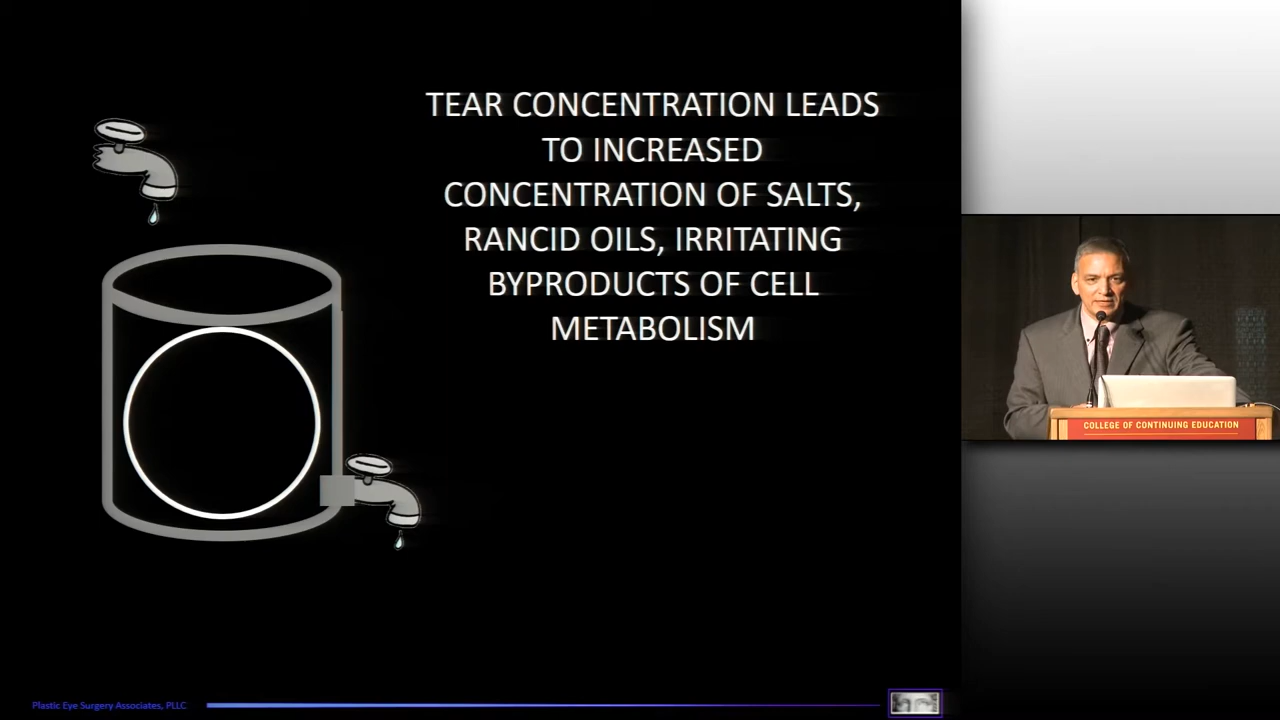 TEAR CONCENTRATION LEADS
TO INCREASED
CONCENTRATION OF SALTS,
RANCID OILS, IRRITATING
BYPRODUCTS OF CELL
METABOLISM
COLLEGE OF CONTINUING EDUCATION
Plastic Eye Surgery Associates, PLLC